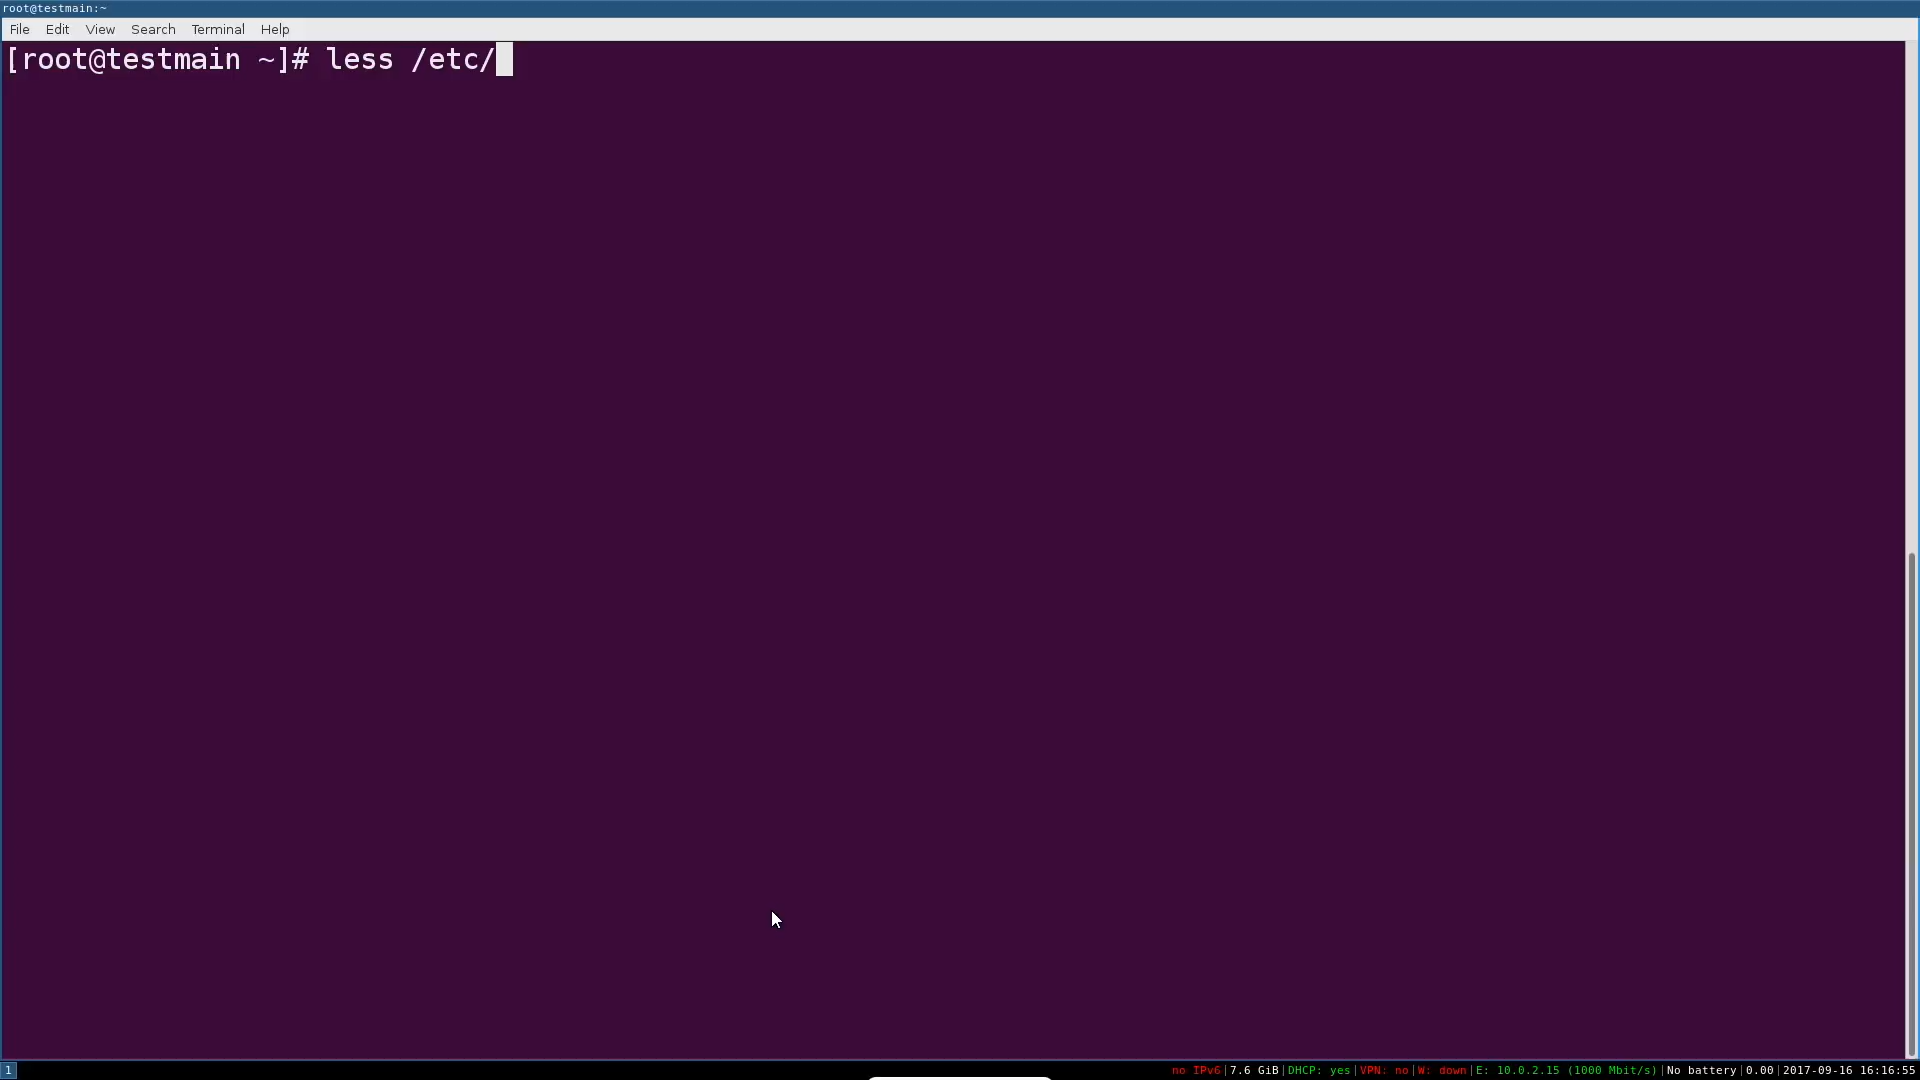 root@testmain:~
File Edit View Search Terminal Help
[root@testmain ~]# less /etc/
1 no IPv6|7.6 GiB|DHCP: yes|VPN: no|W: down|E: 10.0.2.15 (1000 Mbit/s)|No battery|0.00|2017-09-16 16:16:55